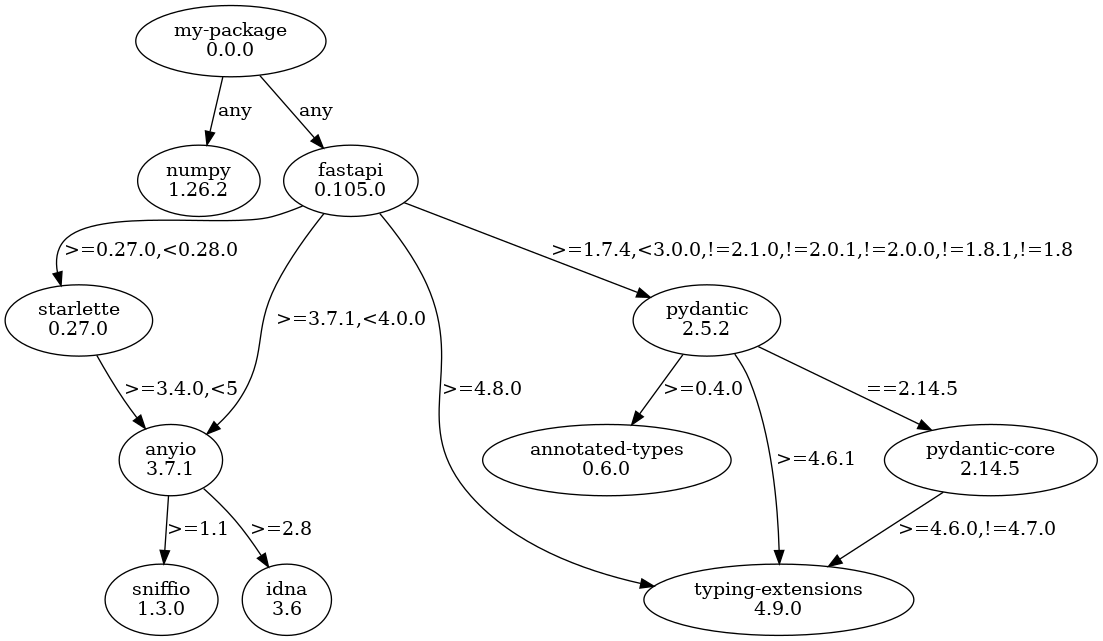 my-package
0.0.0
any
any
numpy
1.26.2
fastapi
0.105.0
>=0.27.0,<0.28.0
>=1.7.4,<3.0.0,!=2.1.0,!=2.0.1,!=2.0.0,!=1.8.1,!=1.8
starlette
0.27.0
>=3.7.1,<4.0.0
pydantic
2.5.2
>=3.4.0,<5
>=4.8.0
>=0.4.0
==2.14.5
anyio
3.7.1
annotated-types
0.6.0
>=4.6.1
pydantic-core
2.14.5
>=1.1
>=2.8
>=4.6.0,!=4.7.0
sniffio
1.3.0
idna
3.6
typing-extensions
4.9.0